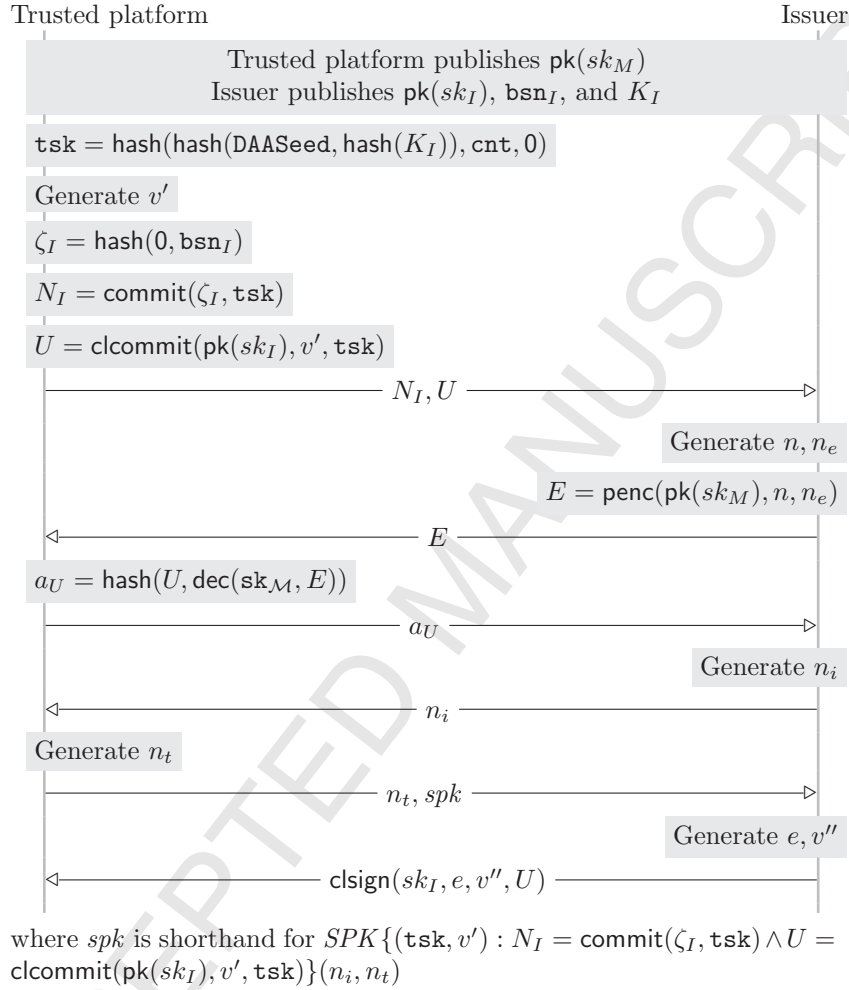 Trusted platform Issuer
Trusted platform publishes pk(sk_M)
Issuer publishes pk(sk_I), bsn_I, and K_I
tsk = hash(hash(DAASeed, hash(K_I)), cnt, 0)
Generate v′
ζ_I = hash(0, bsn_I)
N_I = commit(ζ_I, tsk)
U = clcommit(pk(sk_I), v′, tsk)
N_I, U
Generate n, n_e
E = penc(pk(sk_M), n, n_e)
E
a_U = hash(U, dec(sk_ℳ, E))
a_U
Generate n_i
n_i
Generate n_t
n_t, spk
Generate e, v″
clsign(sk_I, e, v″, U)
where spk is shorthand for SPK{(tsk, v′) : N_I = commit(ζ_I, tsk) ∧ U =
clcommit(pk(sk_I), v′, tsk)}(n_i, n_t)
EPTED MANUSCRI